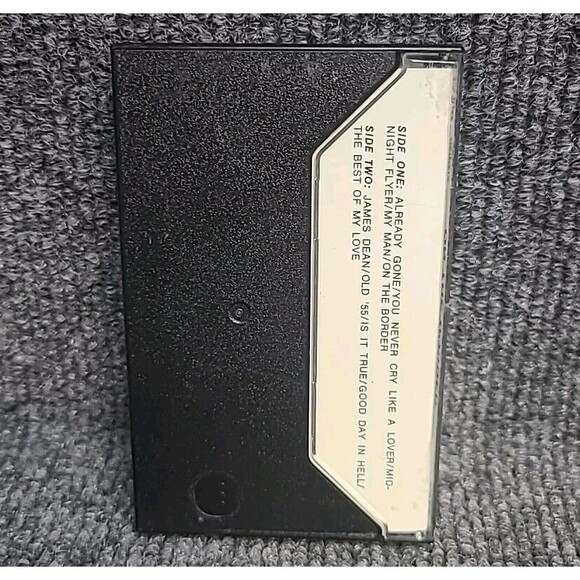 SIDE ONE: ALREADY GONE/YOU NEVER CRY LIKE A LOVER/MID-
NIGHT FLYER/MY MAN/ON THE BORDER
SIDE TWO: JAMES DEAN/OLD '55/IS IT TRUE/GOOD DAY IN HELL/
THE BEST OF MY LOVE